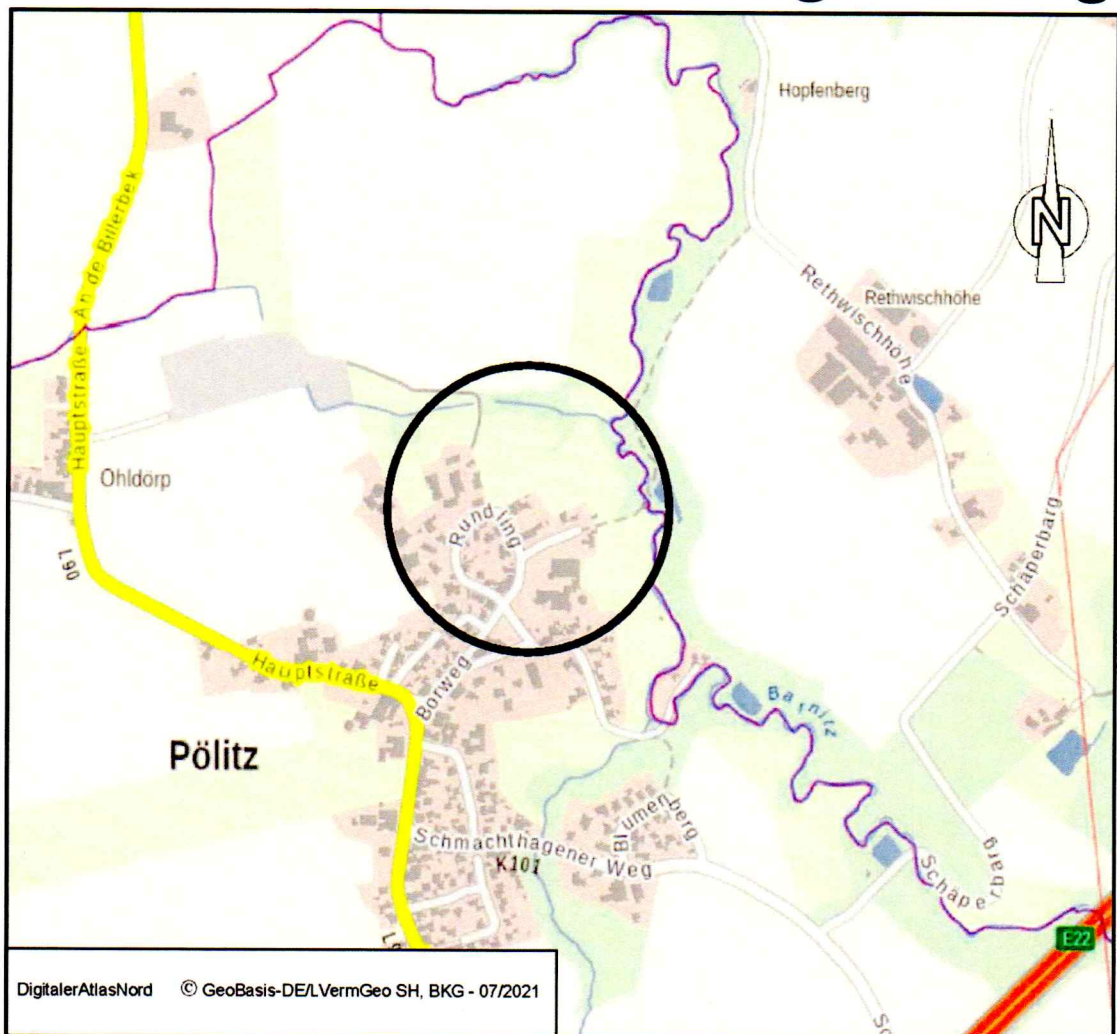 Hopfenberg
N
An de Billerbek
Hauptstraße
Rethwischhöhe
Rethwischhöhe
Ohldörp
Rundling
L90
Schäperbarg
Hauptstraße
Borweg
Barnitz
Pölitz
Blumenberg
Schmachthagener Weg
K101
Schäperbarg
E22
DigitalerAtlasNord © GeoBasis-DE/LVermGeo SH, BKG - 07/2021